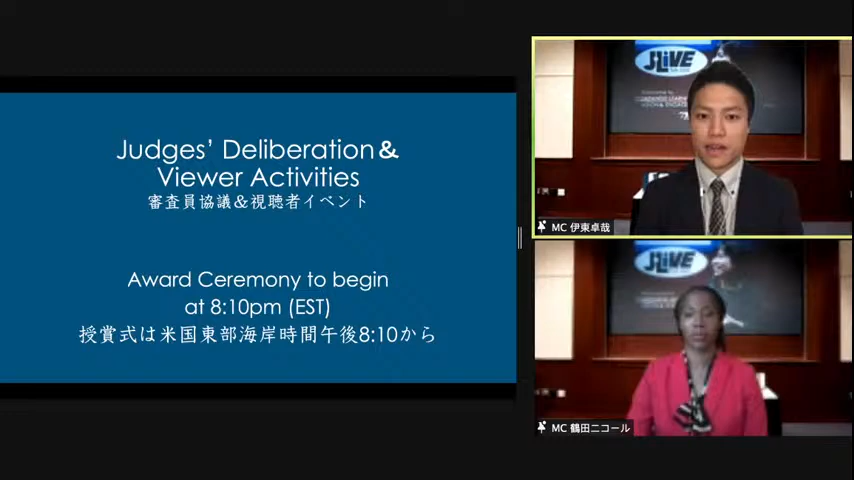 Judges’ Deliberation &
Viewer Activities
審査員協議＆視聴者イベント
Award Ceremony to begin
at 8:10pm (EST)
授賞式は米国東部海岸時間午後8:10から
J-LiVE
MC 伊東卓哉
J-LiVE
MC 鶴田ニコール